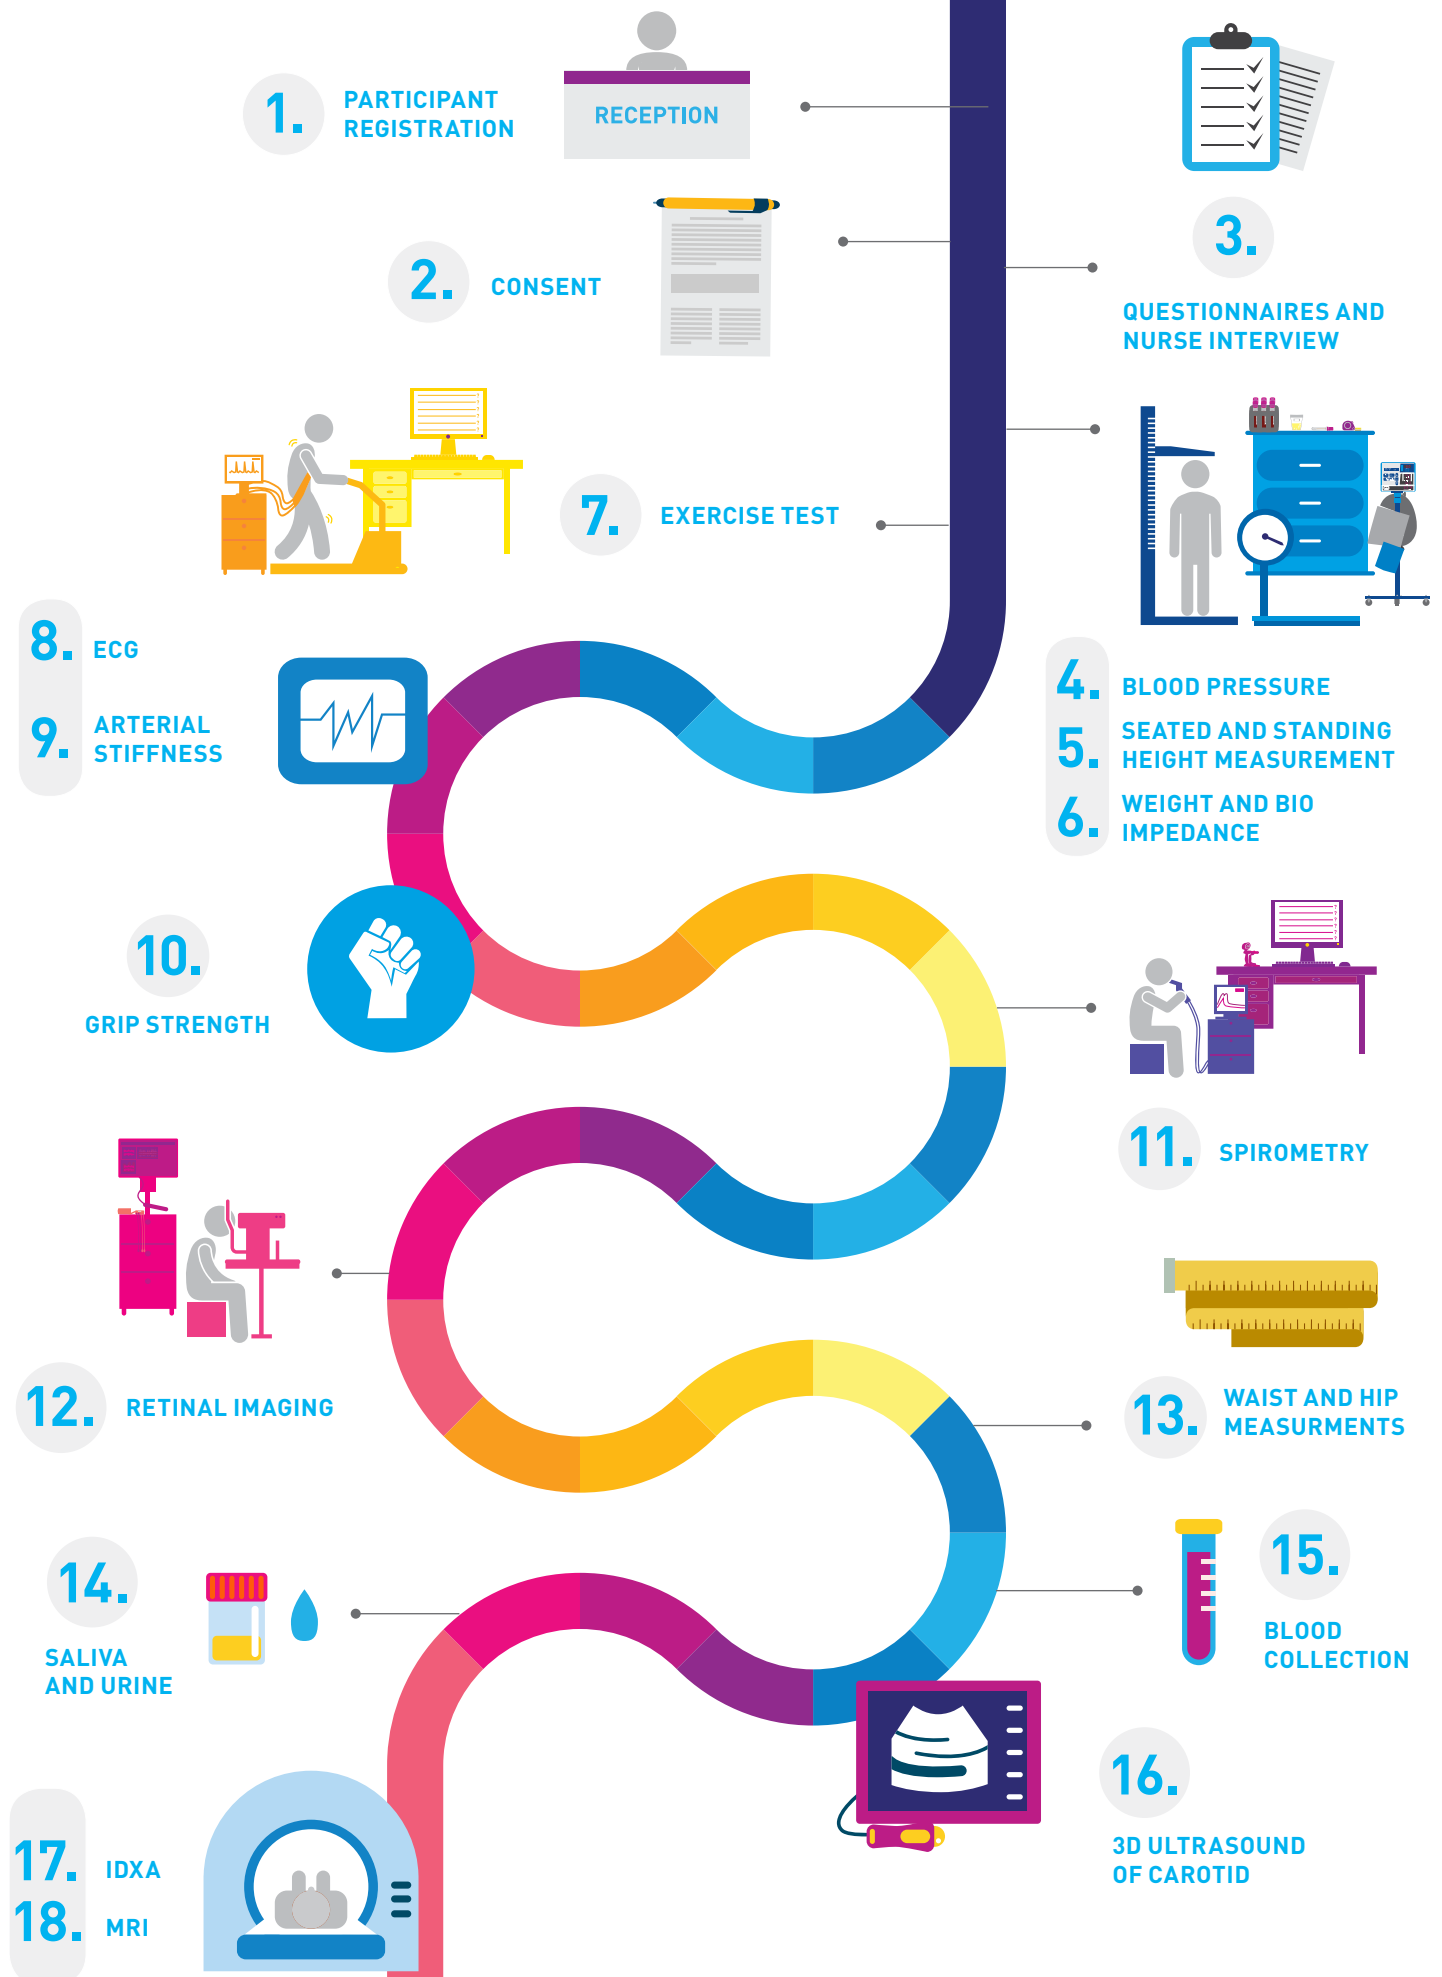 1.
PARTICIPANT
REGISTRATION
RECEPTION
2.
CONSENT
3.
QUESTIONNAIRES AND
NURSE INTERVIEW
4.
BLOOD PRESSURE
5.
SEATED AND STANDING
HEIGHT MEASUREMENT
6.
WEIGHT AND BIO
IMPEDANCE
7.
EXERCISE TEST
8.
ECG
9.
ARTERIAL
STIFFNESS
10.
GRIP STRENGTH
11.
SPIROMETRY
12.
RETINAL IMAGING
13.
WAIST AND HIP
MEASURMENTS
14.
SALIVA
AND URINE
15.
BLOOD
COLLECTION
16.
3D ULTRASOUND
OF CAROTID
17.
IDXA
18.
MRI